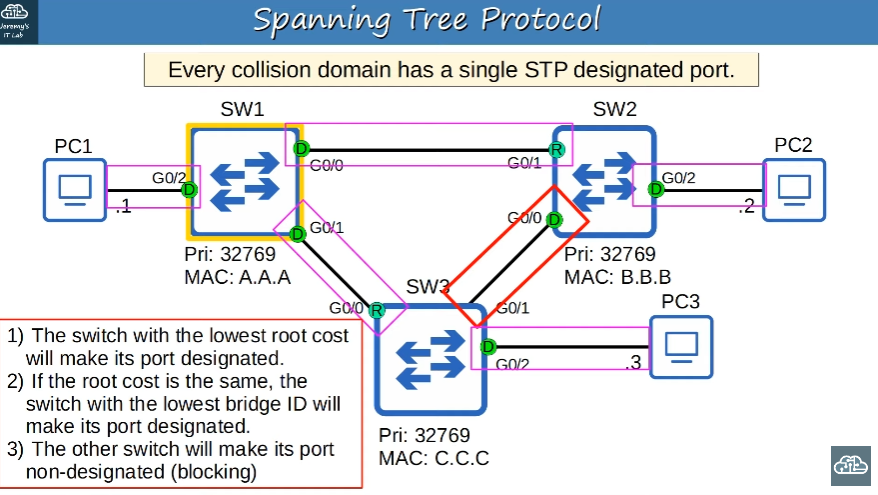 Jeremy's
IT Lab
Spanning Tree Protocol
Every collision domain has a single STP designated port.
SW1
SW2
PC1
PC2
D
G0/0
G0/1
R
G0/2
D
D
G0/2
.1
.2
G0/1
D
G0/0
D
Pri: 32769
MAC: A.A.A
Pri: 32769
MAC: B.B.B
SW3
PC3
G0/0
R
G0/1
D
G0/2
.3
1) The switch with the lowest root cost
will make its port designated.
2) If the root cost is the same, the
switch with the lowest bridge ID will
make its port designated.
3) The other switch will make its port
non-designated (blocking)
Pri: 32769
MAC: C.C.C